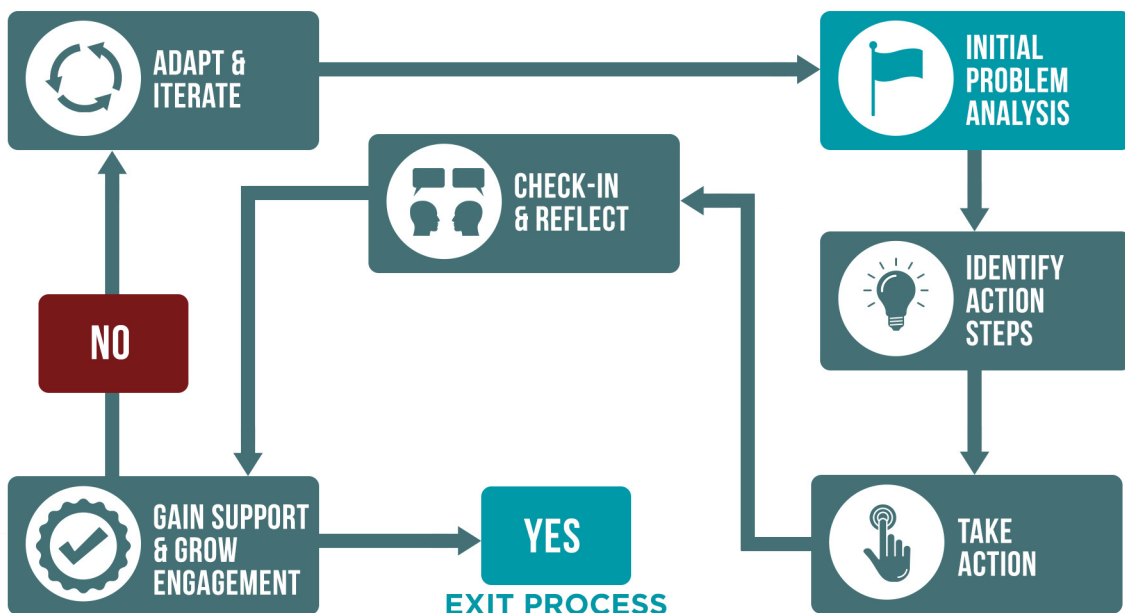 ADAPT &
ITERATE
INITIAL
PROBLEM
ANALYSIS
CHECK-IN
& REFLECT
IDENTIFY
ACTION
STEPS
NO
GAIN SUPPORT
& GROW
ENGAGEMENT
YES
EXIT PROCESS
TAKE
ACTION